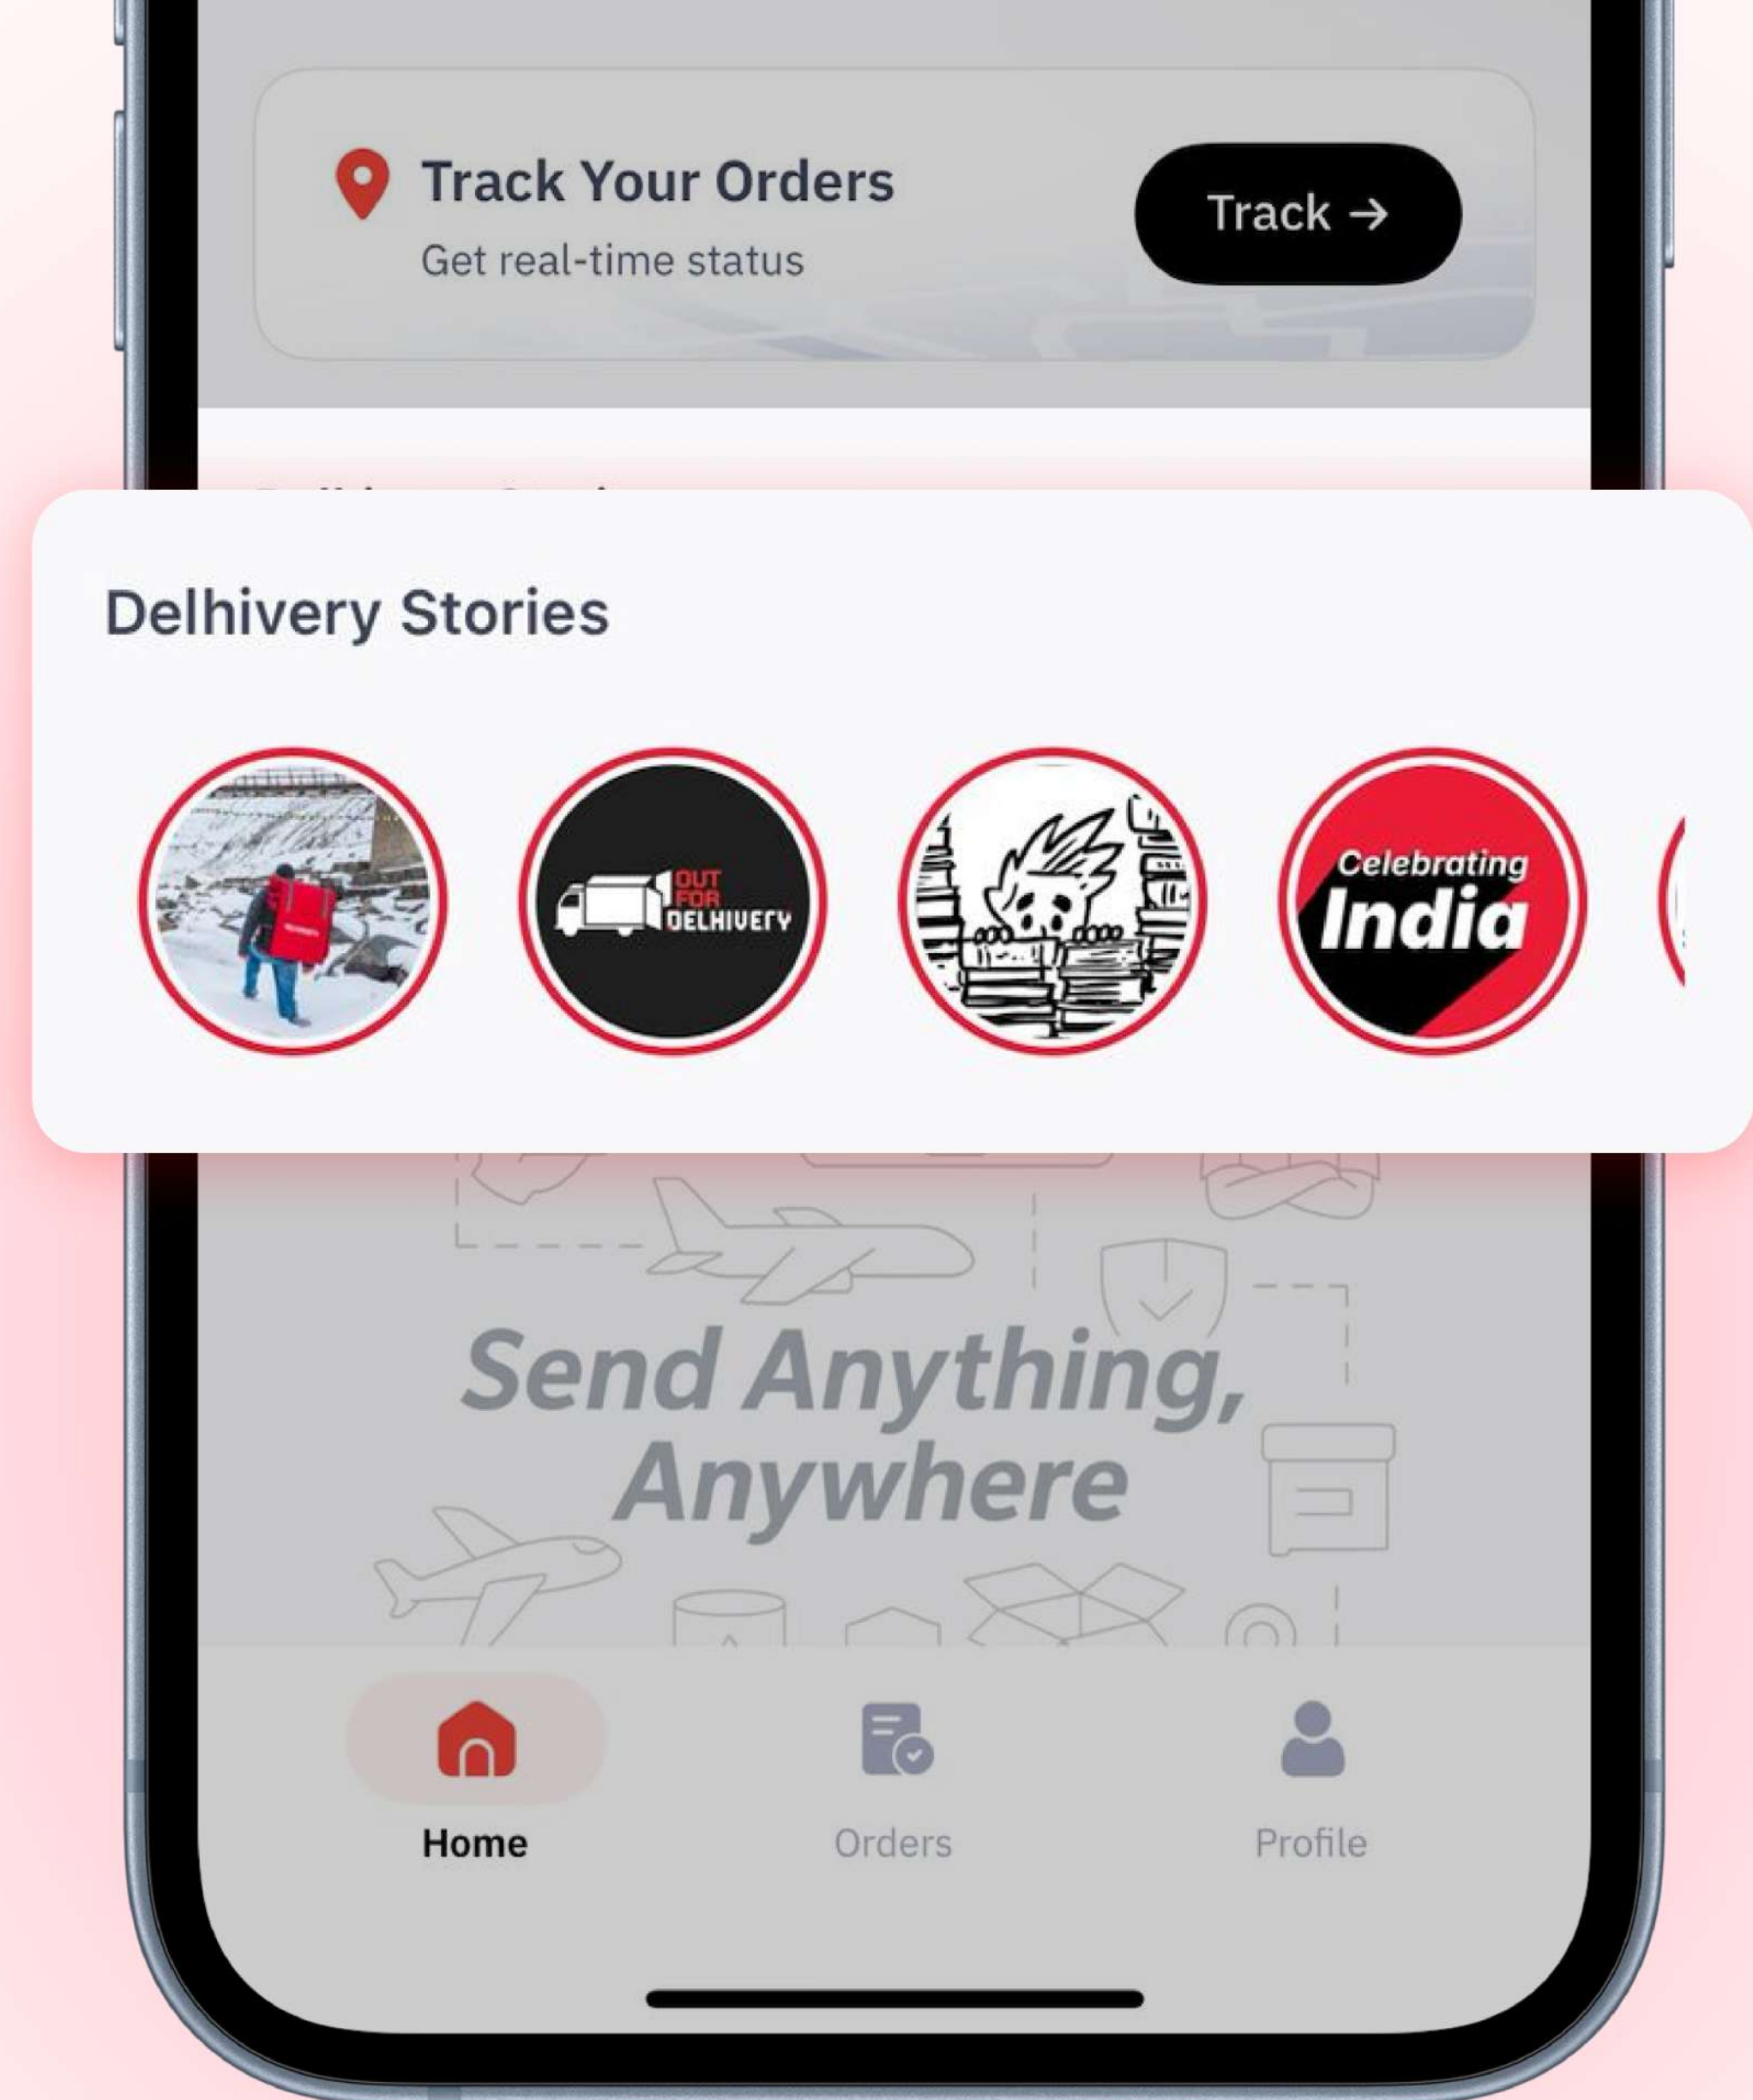 Track Your Orders
Get real-time status
Track →
Delhivery Stories
OUT
FOR
DELHIVERY
Celebrating
India
Send Anything,
Anywhere
Home
Orders
Profile